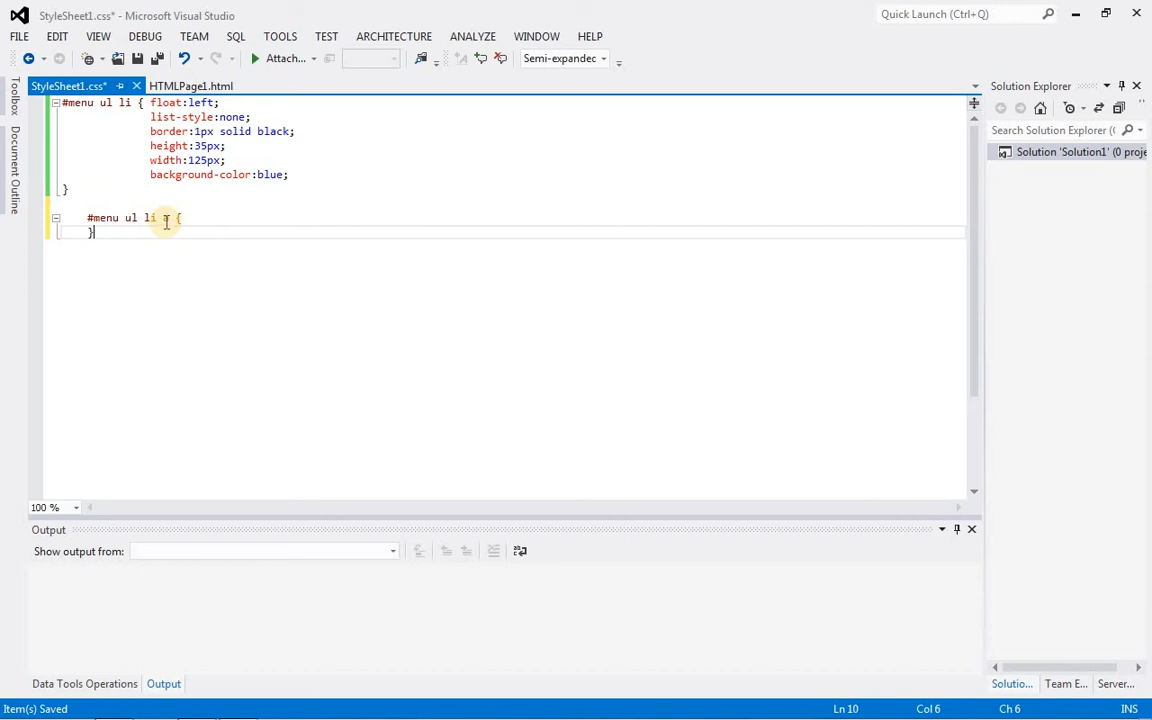 StyleSheet1.css* - Microsoft Visual Studio
Quick Launch (Ctrl+Q)
FILE EDIT VIEW DEBUG TEAM SQL TOOLS TEST ARCHITECTURE ANALYZE WINDOW HELP
Attach...
Semi-expandec
Toolbox
Document Outline
StyleSheet1.css*
HTMLPage1.html
#menu ul li { float:left;
list-style:none;
border:1px solid black;
height:35px;
width:125px;
background-color:blue;
}
#menu ul li a {
}
100 %
Solution Explorer
Search Solution Explorer (
Solution 'Solution1' (0 proje
Output
Show output from:
Data Tools Operations
Output
Solutio...
Team E...
Server...
Item(s) Saved
Ln 10
Col 6
Ch 6
INS